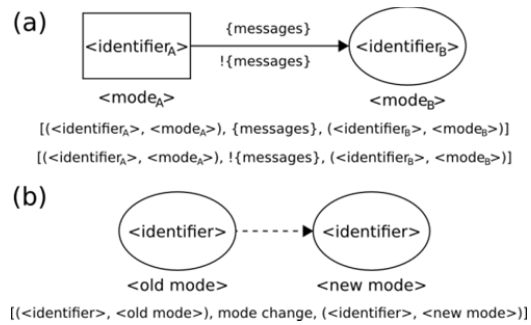 (a)
{messages}
<identifierA> <identifierB>
!{messages}
<modeA> <modeB>
[(<identifierA>, <modeA>), {messages}, (<identifierB>, <modeB>)]
[(<identifierA>, <modeA>), !{messages}, (<identifierB>, <modeB>)]
(b)
<identifier> <identifier>
<old mode> <new mode>
[(<identifier>, <old mode>), mode change, (<identifier>, <new mode>)]